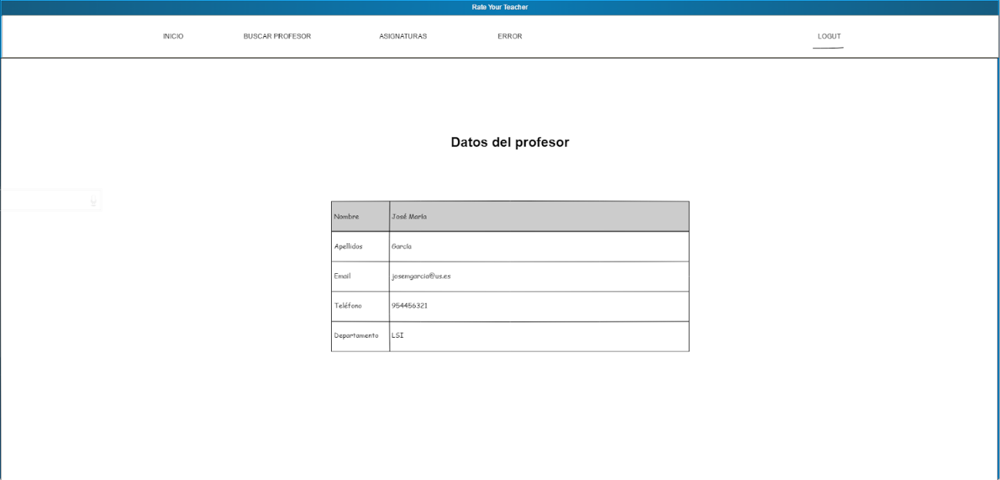 Rate Your Teacher
INICIO BUSCAR PROFESOR ASIGNATURAS ERROR LOGUT
Datos del profesor
Nombre José María
Apellidos García
Email josemgarcia@us.es
Teléfono 954456321
Departamento LSI